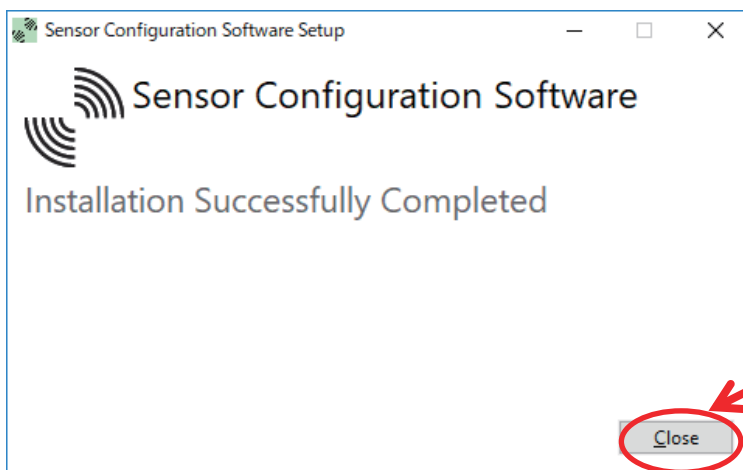 Sensor Configuration Software Setup
Sensor Configuration Software
Installation Successfully Completed
Close